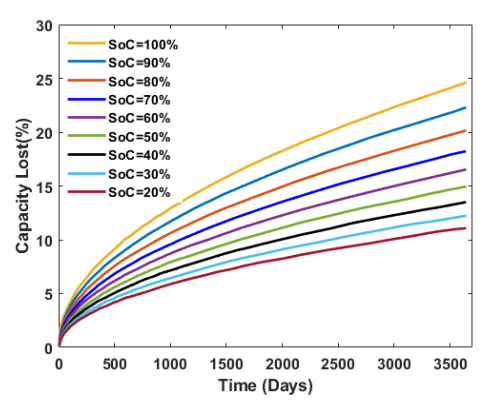 30
25
20
15
10
5
0
Capacity Lost(%)
SoC=100%
SoC=90%
SoC=80%
SoC=70%
SoC=60%
SoC=50%
SoC=40%
SoC=30%
SoC=20%
0 500 1000 1500 2000 2500 3000 3500
Time (Days)